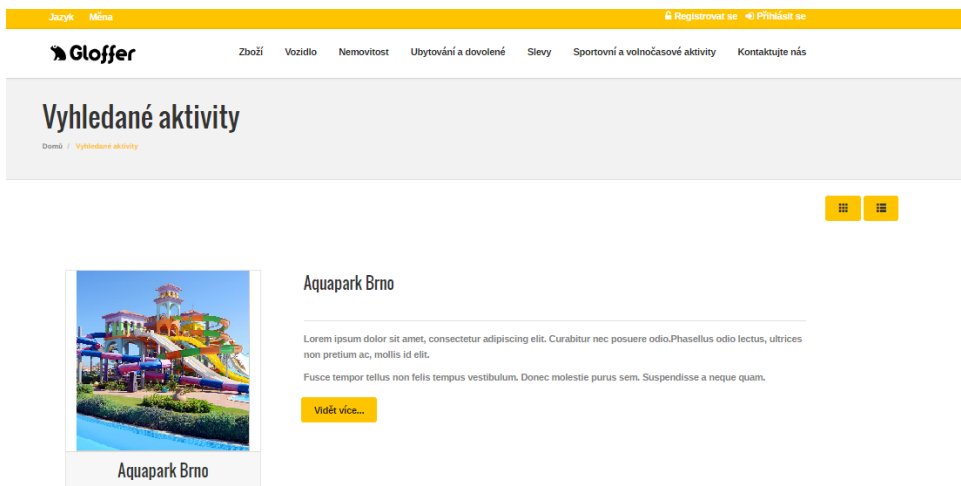 Jazyk Měna Registrovat se Přihlásit se
Gloffer Zboží Vozidlo Nemovitost Ubytování a dovolené Slevy Sportovní a volnočasové aktivity Kontaktujte nás
Vyhledané aktivity
Domů / Vyhledané aktivity
Aquapark Brno
Lorem ipsum dolor sit amet, consectetur adipiscing elit. Curabitur nec posuere odio.Phasellus odio lectus, ultrices
non pretium ac, mollis id elit.
Fusce tempor tellus non felis tempus vestibulum. Donec molestie purus sem. Suspendisse a neque quam.
Vidět více...
Aquapark Brno